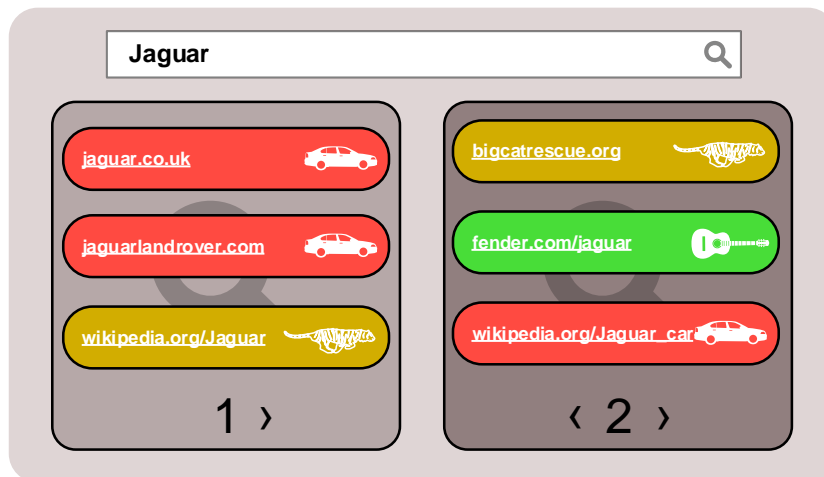 Jaguar
jaguar.co.uk
jaguarlandrover.com
wikipedia.org/Jaguar
1 ›
bigcatrescue.org
fender.com/jaguar
wikipedia.org/Jaguar_car
‹ 2 ›